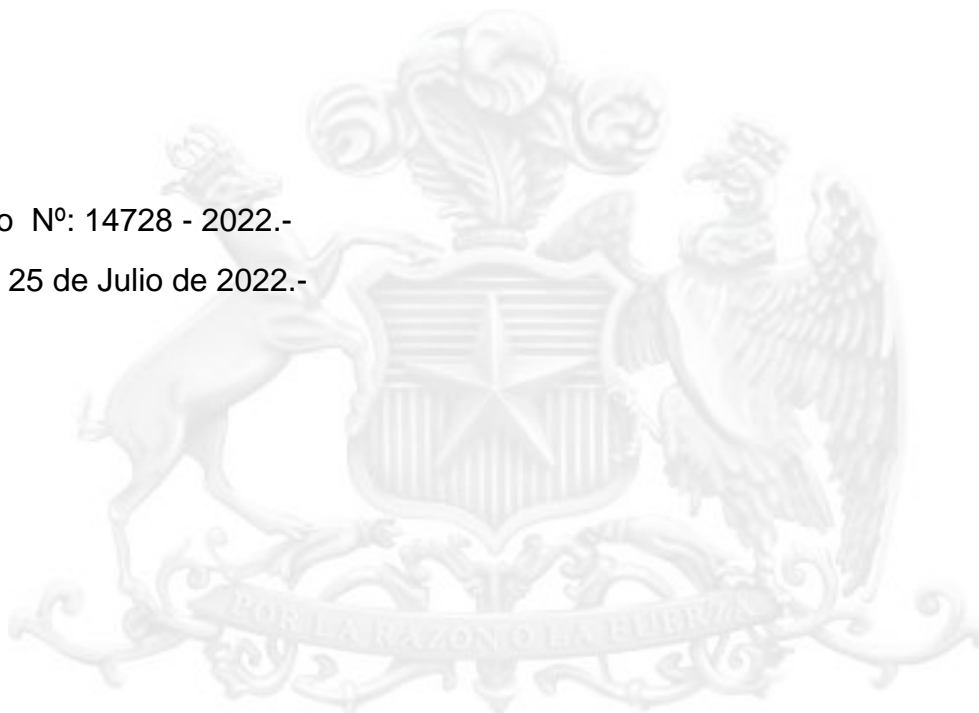 o Nº: 14728 - 2022.-
25 de Julio de 2022.-
POR LA RAZON O LA FUERZA